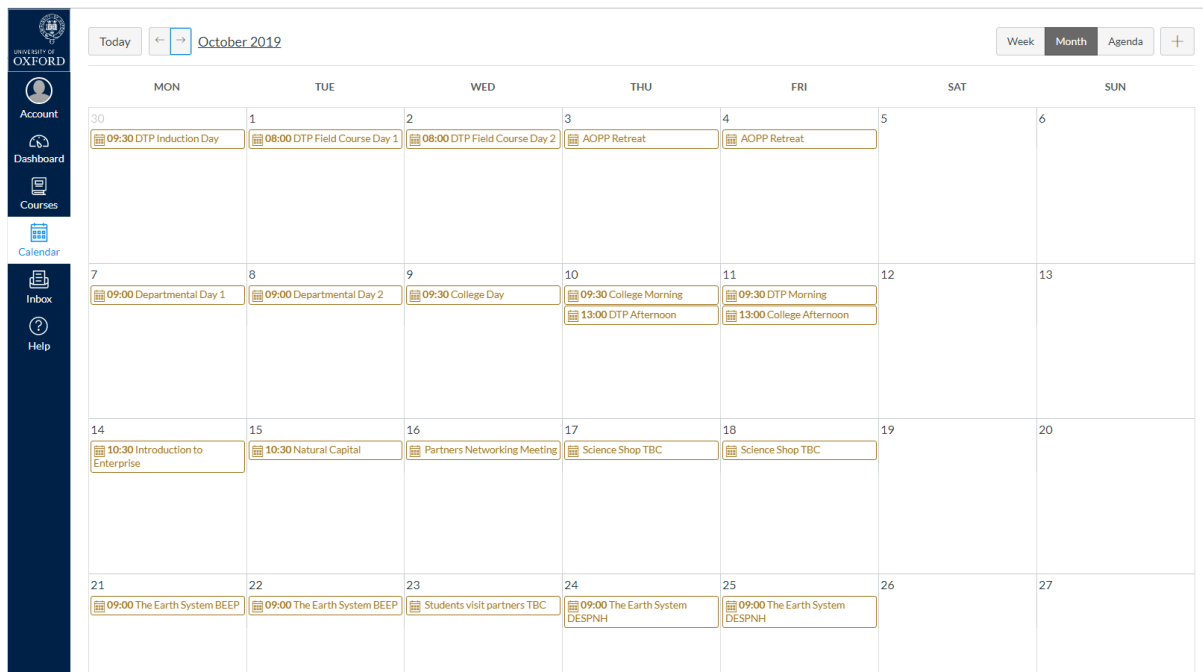 UNIVERSITY OF
OXFORD
Account
Dashboard
Courses
Calendar
Inbox
Help
Today ← → October 2019
Week Month Agenda +
MON TUE WED THU FRI SAT SUN
30 1 2 3 4 5 6
09:30 DTP Induction Day
08:00 DTP Field Course Day 1
08:00 DTP Field Course Day 2
AOPP Retreat
AOPP Retreat
7 8 9 10 11 12 13
09:00 Departmental Day 1
09:00 Departmental Day 2
09:30 College Day
09:30 College Morning
13:00 DTP Afternoon
09:30 DTP Morning
13:00 College Afternoon
14 15 16 17 18 19 20
10:30 Introduction to
Enterprise
10:30 Natural Capital
Partners Networking Meeting
Science Shop TBC
Science Shop TBC
21 22 23 24 25 26 27
09:00 The Earth System BEEP
09:00 The Earth System BEEP
Students visit partners TBC
09:00 The Earth System
DESPNH
09:00 The Earth System
DESPNH